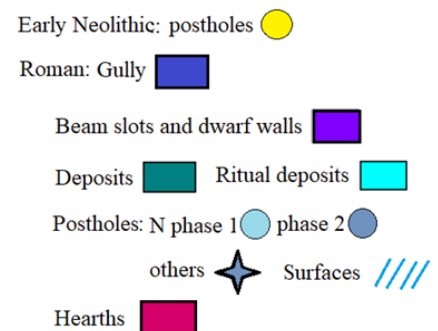 Early Neolithic: postholes
Roman: Gully
Beam slots and dwarf walls
Deposits Ritual deposits
Postholes: N phase 1 phase 2
others Surfaces
Hearths